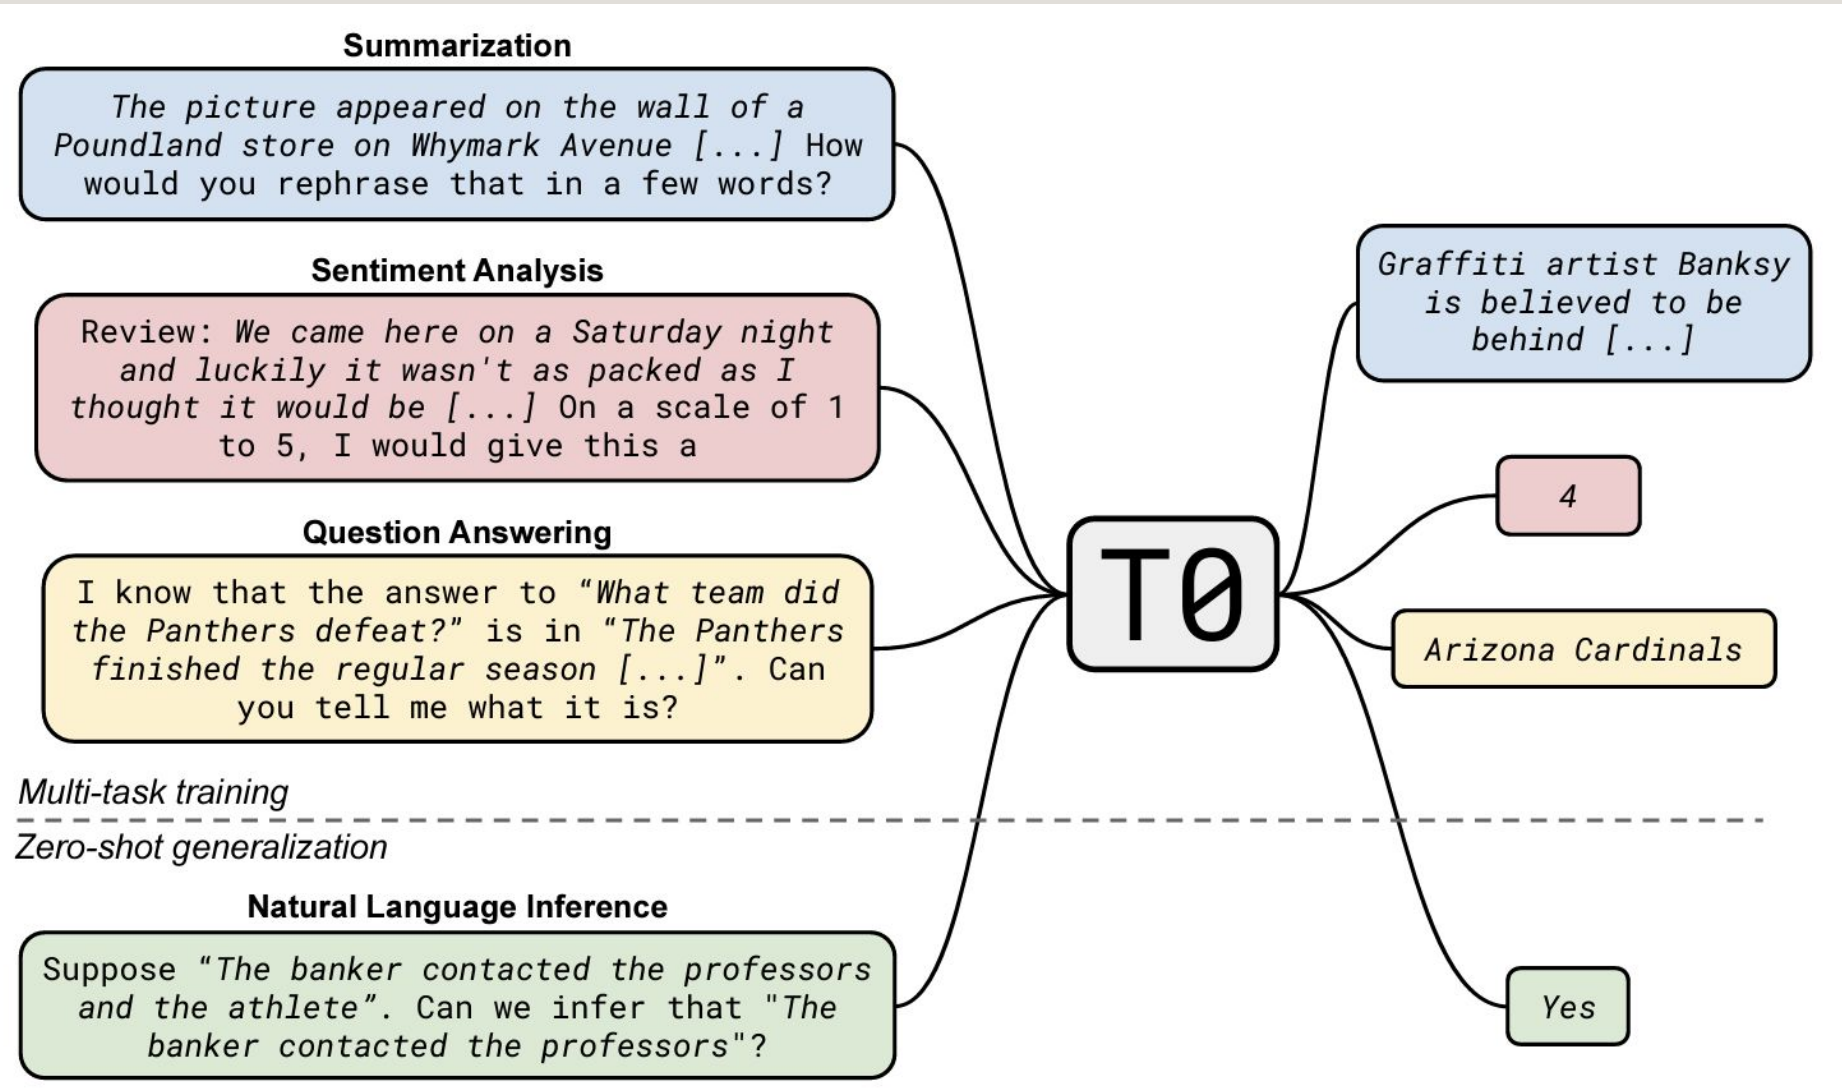 Summarization
The picture appeared on the wall of a
Poundland store on Whymark Avenue [...] How
would you rephrase that in a few words?
Sentiment Analysis
Review: We came here on a Saturday night
and luckily it wasn't as packed as I
thought it would be [...] On a scale of 1
to 5, I would give this a
Question Answering
I know that the answer to “What team did
the Panthers defeat?” is in “The Panthers
finished the regular season [...]”. Can
you tell me what it is?
Multi-task training
Zero-shot generalization
Natural Language Inference
Suppose “The banker contacted the professors
and the athlete”. Can we infer that "The
banker contacted the professors"?
T0
Graffiti artist Banksy
is believed to be
behind [...]
4
Arizona Cardinals
Yes